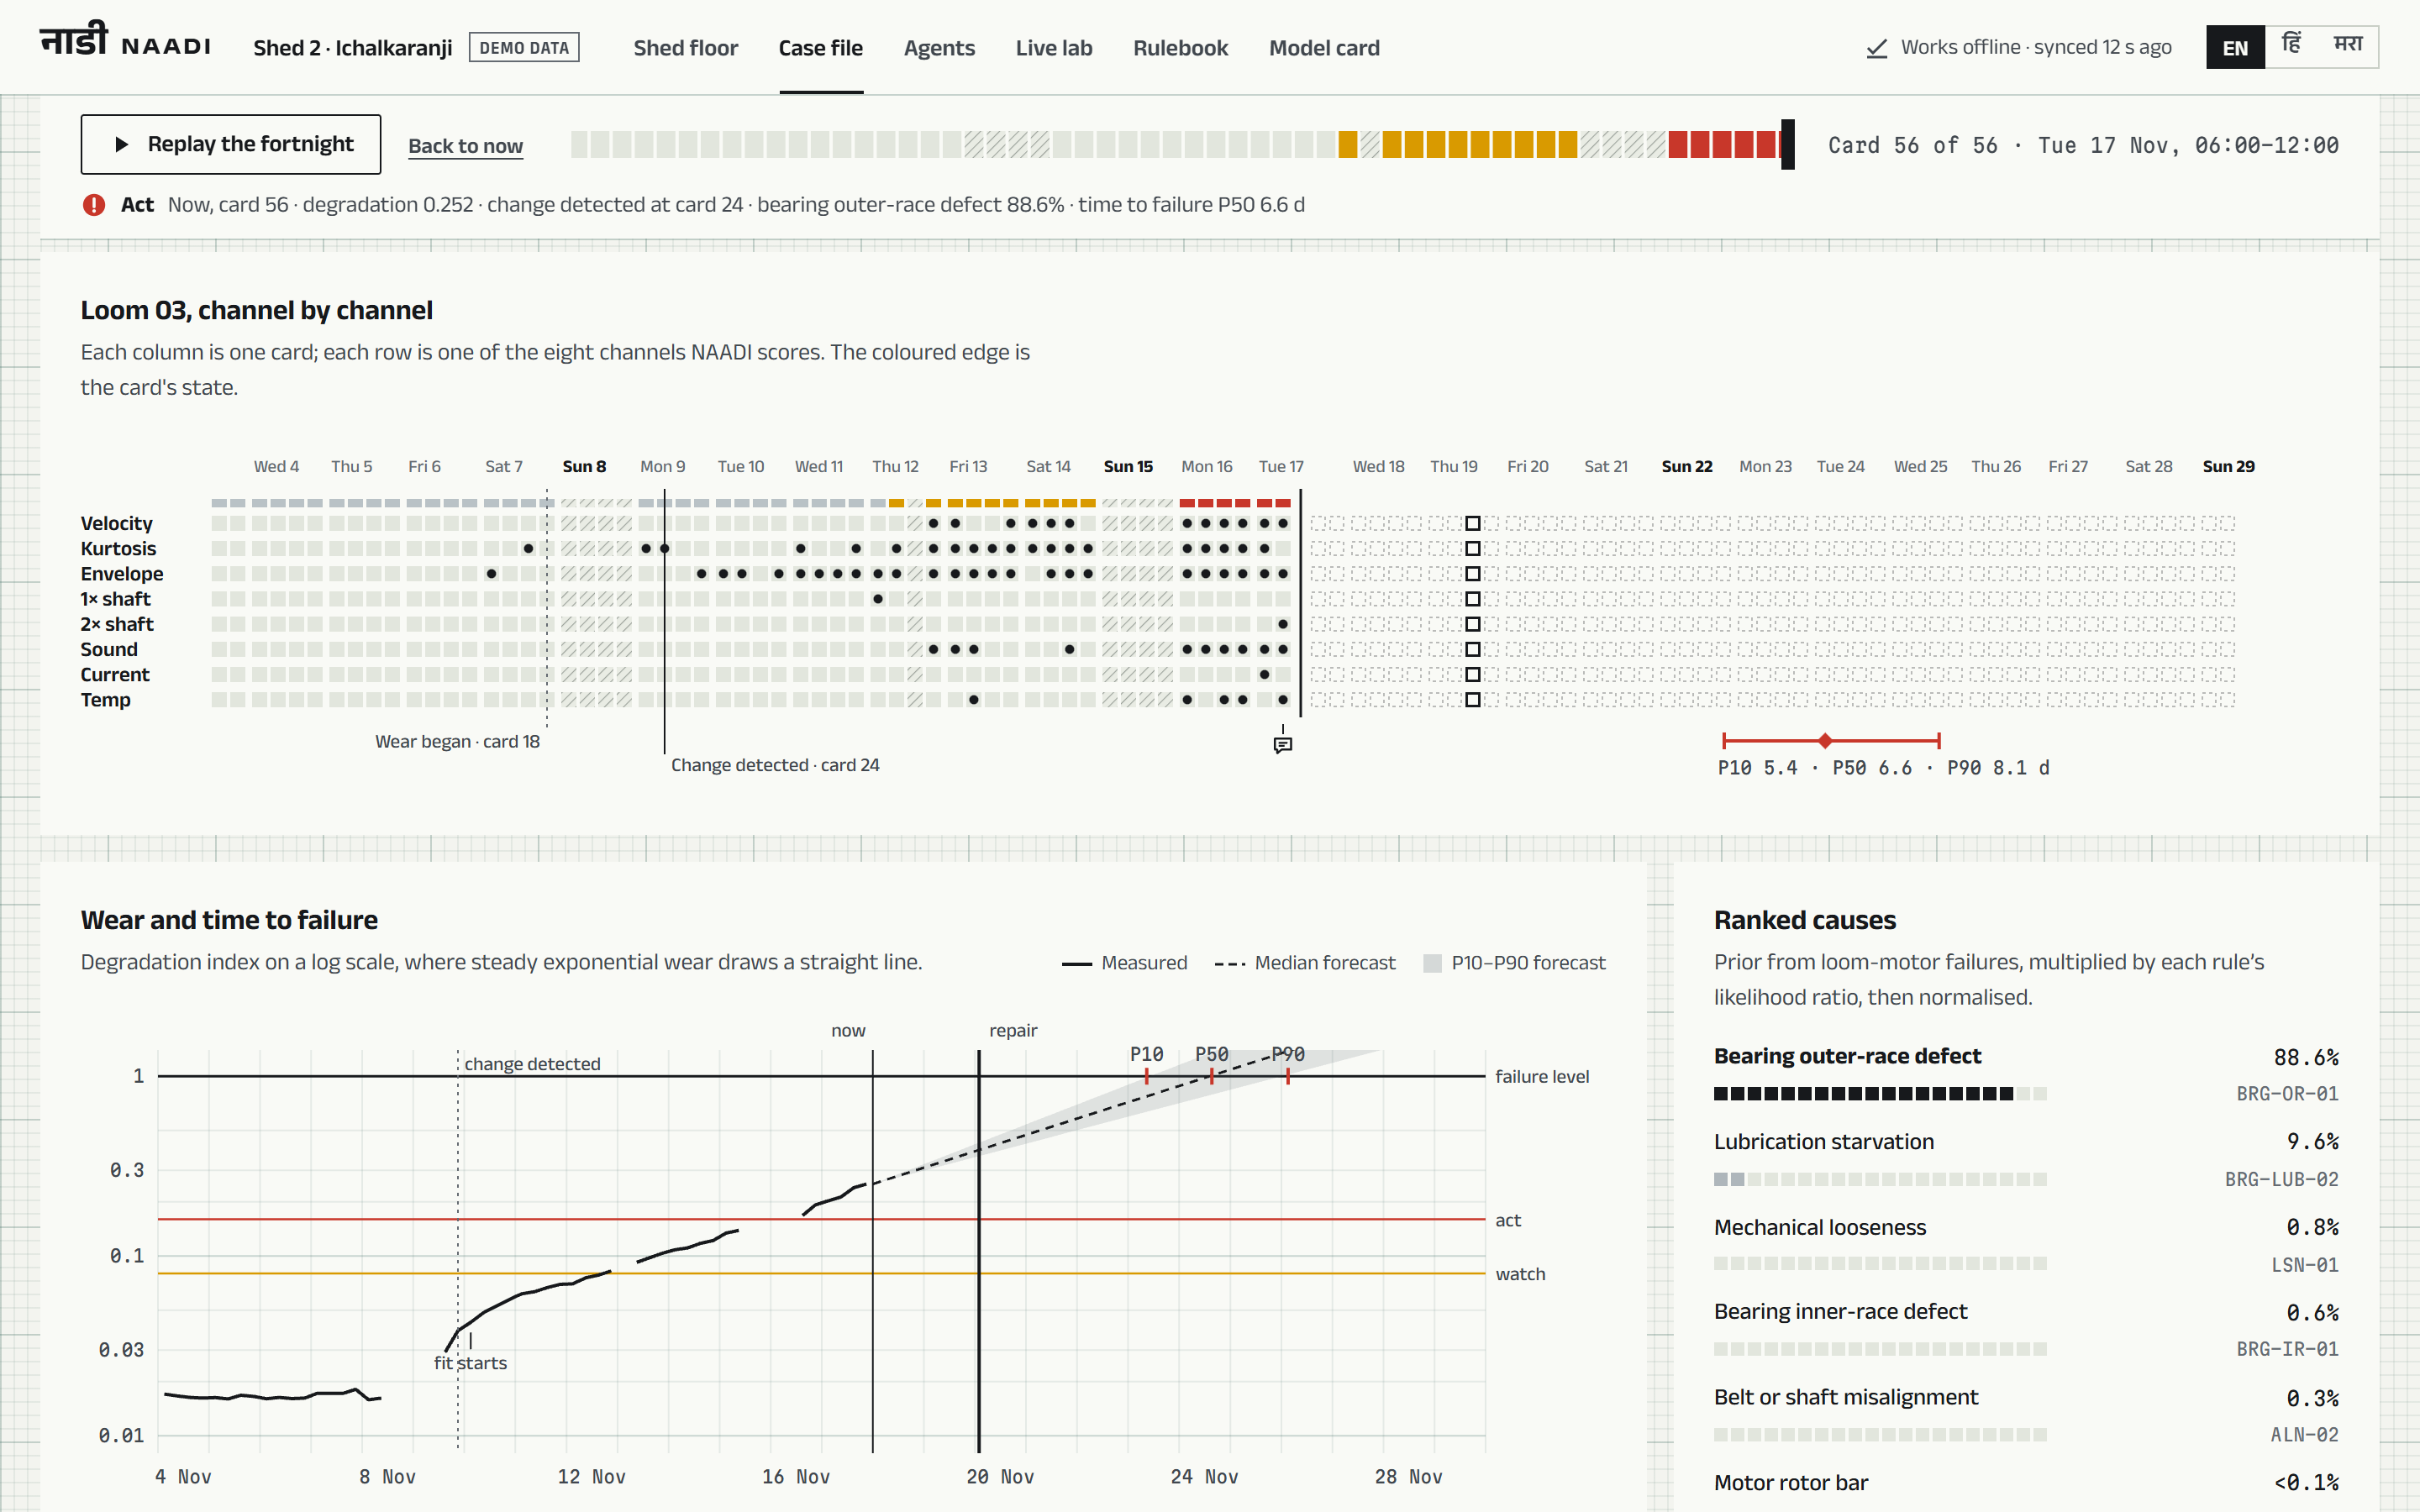 नाडी NAADI
Shed 2 · Ichalkaranji
DEMO DATA
Shed floor
Case file
Agents
Live lab
Rulebook
Model card
Works offline · synced 12 s ago
EN
हिं
मरा
Replay the fortnight
Back to now
Card 56 of 56 · Tue 17 Nov, 06:00–12:00
Act Now, card 56 · degradation 0.252 · change detected at card 24 · bearing outer-race defect 88.6% · time to failure P50 6.6 d
Loom 03, channel by channel
Each column is one card; each row is one of the eight channels NAADI scores. The coloured edge is
the card's state.
Wed 4 Thu 5 Fri 6 Sat 7 Sun 8 Mon 9 Tue 10 Wed 11 Thu 12 Fri 13 Sat 14 Sun 15 Mon 16 Tue 17 Wed 18 Thu 19 Fri 20 Sat 21 Sun 22 Mon 23 Tue 24 Wed 25 Thu 26 Fri 27 Sat 28 Sun 29
Velocity
Kurtosis
Envelope
1× shaft
2× shaft
Sound
Current
Temp
Wear began · card 18
Change detected · card 24
P10 5.4 · P50 6.6 · P90 8.1 d
Wear and time to failure
Degradation index on a log scale, where steady exponential wear draws a straight line.
Measured
Median forecast
P10–P90 forecast
now
repair
change detected
P10
P50
P90
1
failure level
0.3
act
0.1
watch
0.03
fit starts
0.01
4 Nov
8 Nov
12 Nov
16 Nov
20 Nov
24 Nov
28 Nov
Ranked causes
Prior from loom-motor failures, multiplied by each rule’s
likelihood ratio, then normalised.
Bearing outer-race defect 88.6%
BRG-OR-01
Lubrication starvation 9.6%
BRG-LUB-02
Mechanical looseness 0.8%
LSN-01
Bearing inner-race defect 0.6%
BRG-IR-01
Belt or shaft misalignment 0.3%
ALN-02
Motor rotor bar <0.1%